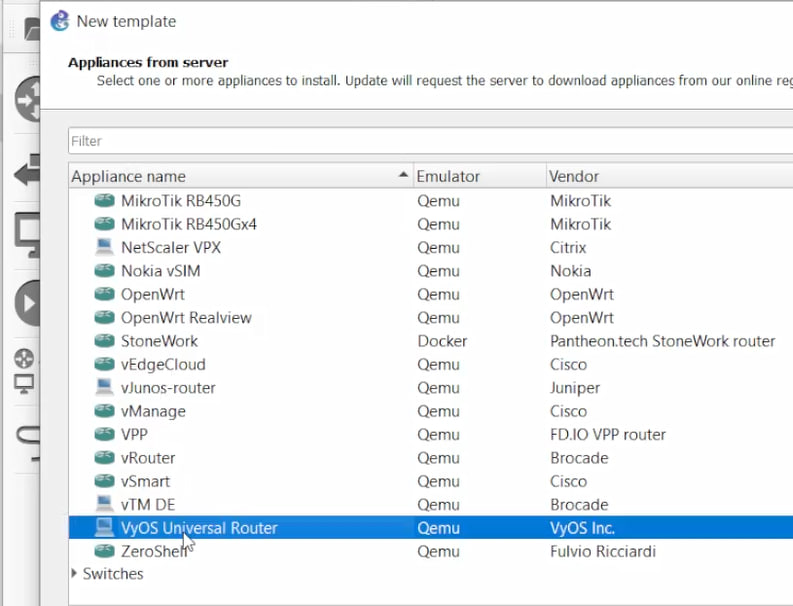 New template
Appliances from server
Select one or more appliances to install. Update will request the server to download appliances from our online reg
Filter
Appliance name Emulator Vendor
MikroTik RB450G Qemu MikroTik
MikroTik RB450Gx4 Qemu MikroTik
NetScaler VPX Qemu Citrix
Nokia vSIM Qemu Nokia
OpenWrt Qemu OpenWrt
OpenWrt Realview Qemu OpenWrt
StoneWork Docker Pantheon.tech StoneWork router
vEdgeCloud Qemu Cisco
vJunos-router Qemu Juniper
vManage Qemu Cisco
VPP Qemu FD.IO VPP router
vRouter Qemu Brocade
vSmart Qemu Cisco
vTM DE Qemu Brocade
VyOS Universal Router Qemu VyOS Inc.
ZeroShell Qemu Fulvio Ricciardi
Switches